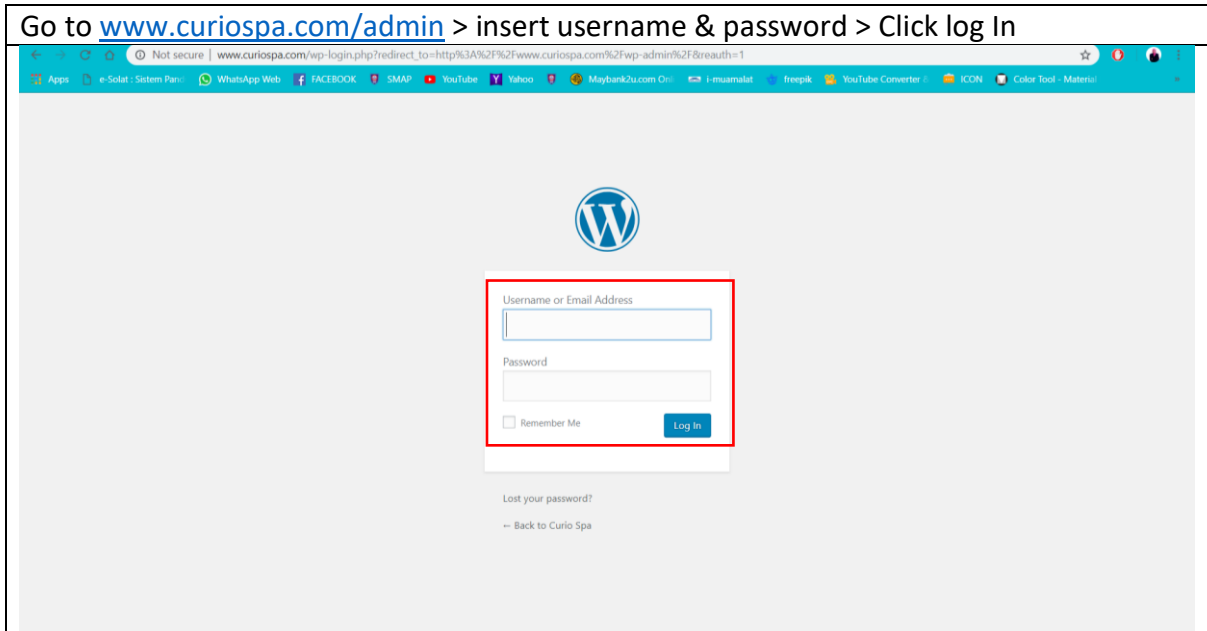 Go to www.curiospa.com/admin > insert username & password > Click log In
Not secure | www.curiospa.com/wp-login.php?redirect_to=http%3A%2F%2Fwww.curiospa.com%2Fwp-admin%2F&reauth=1
Apps e-Solat : Sistem Pan WhatsApp Web FACEBOOK SMAP YouTube Yahoo Maybank2u.com Onli i-muamalat freepik YouTube Converter & ICON Color Tool - Material
Username or Email Address
Password
Remember Me Log In
Lost your password?
← Back to Curio Spa